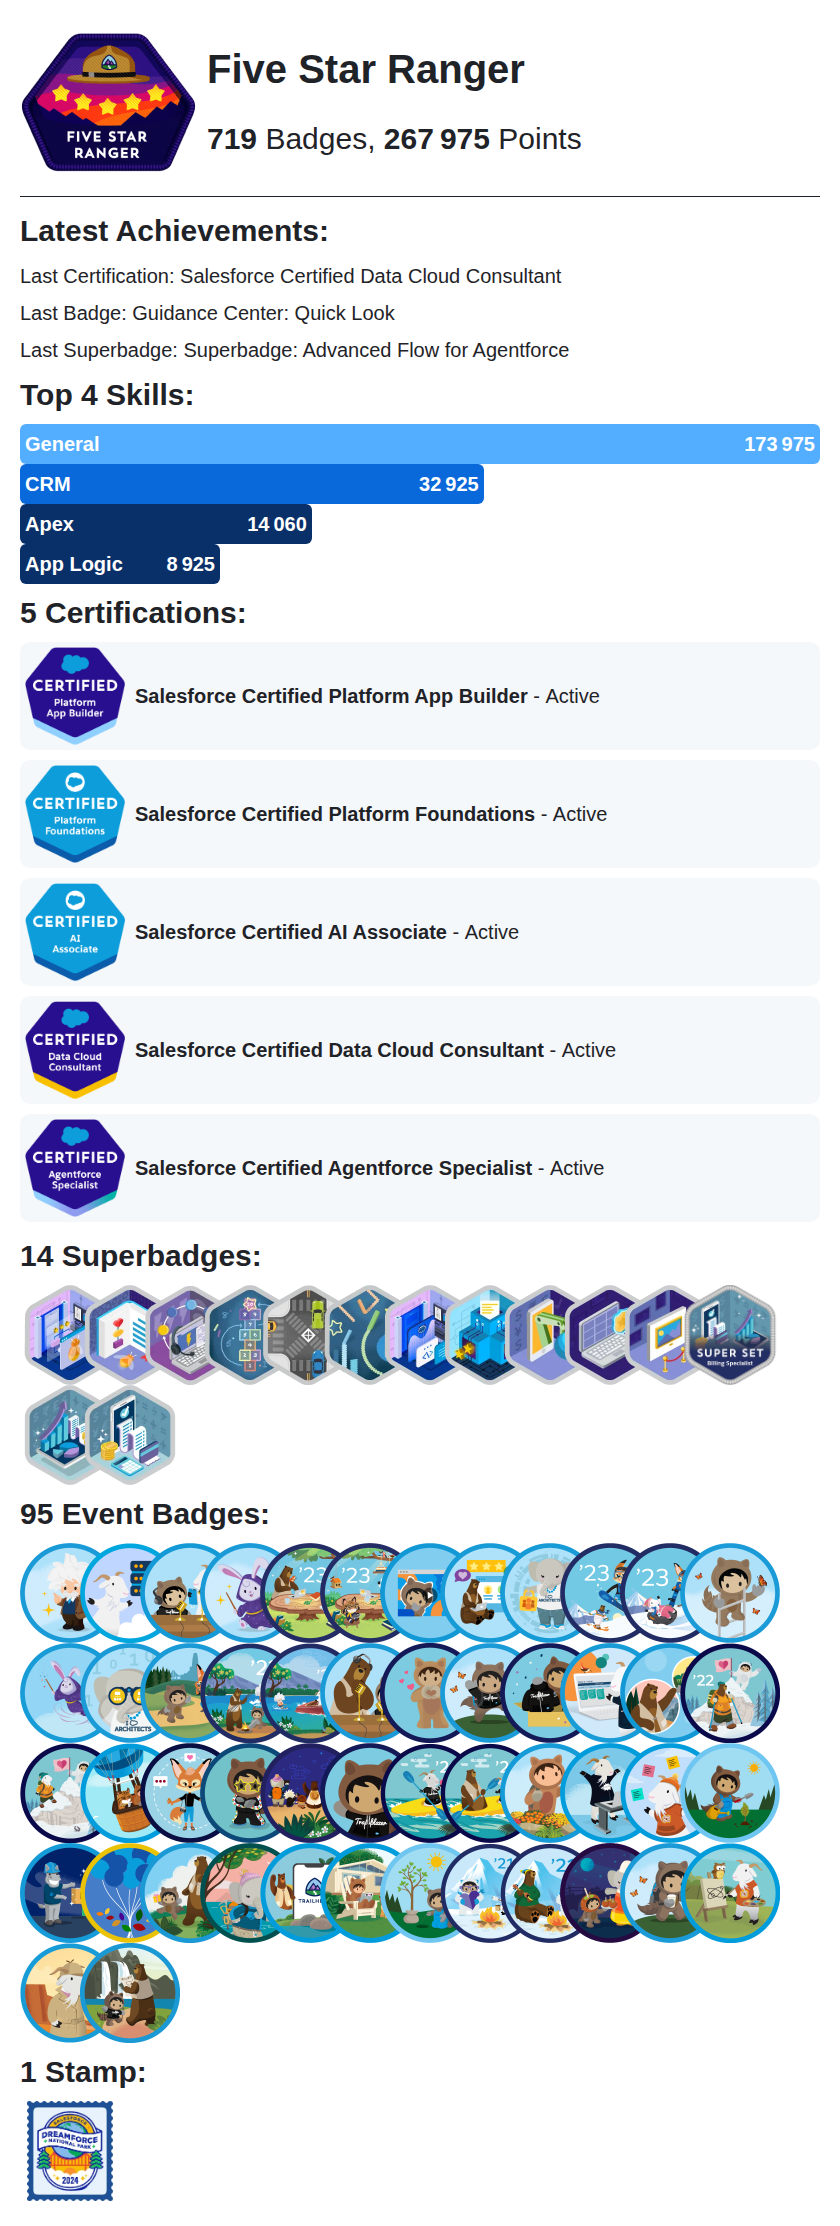 FIVE STAR
RANGER
Five Star Ranger
719 Badges, 267 975 Points
Latest Achievements:
Last Certification: Salesforce Certified Data Cloud Consultant
Last Badge: Guidance Center: Quick Look
Last Superbadge: Superbadge: Advanced Flow for Agentforce
Top 4 Skills:
General 173 975
CRM 32 925
Apex 14 060
App Logic 8 925
5 Certifications:
CERTIFIED
Platform
App Builder
Salesforce Certified Platform App Builder - Active
CERTIFIED
Platform
Foundations
Salesforce Certified Platform Foundations - Active
CERTIFIED
AI
Associate
Salesforce Certified AI Associate - Active
CERTIFIED
Data Cloud
Consultant
Salesforce Certified Data Cloud Consultant - Active
CERTIFIED
Agentforce
Specialist
Salesforce Certified Agentforce Specialist - Active
14 Superbadges:
SUPER SET
Billing Specialist
95 Event Badges:
'23 '23 '23 '23
ARCHITECTS '22
Trailblazer
'21
1 Stamp:
SALESFORCE
DREAMFORCE
NATIONAL PARK
2024